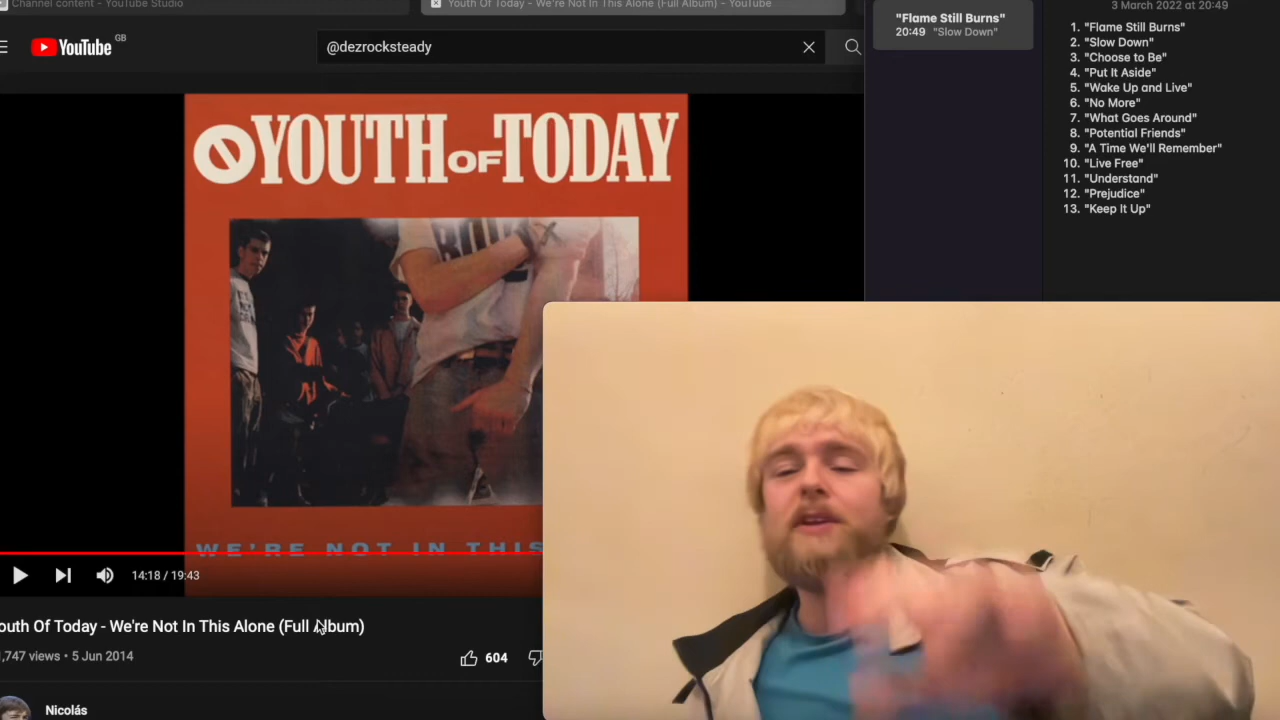 Channel content - YouTube Studio
Youth Of Today - We're Not In This Alone (Full Album) - YouTube
YouTube GB
@dezrocksteady
YOUTH OF TODAY
WE'RE NOT IN THIS
14:18 / 19:43
outh Of Today - We're Not In This Alone (Full Album)
,747 views • 5 Jun 2014
604
Nicolás
"Flame Still Burns"
20:49 "Slow Down"
3 March 2022 at 20:49
1. "Flame Still Burns"
2. "Slow Down"
3. "Choose to Be"
4. "Put It Aside"
5. "Wake Up and Live"
6. "No More"
7. "What Goes Around"
8. "Potential Friends"
9. "A Time We'll Remember"
10. "Live Free"
11. "Understand"
12. "Prejudice"
13. "Keep It Up"